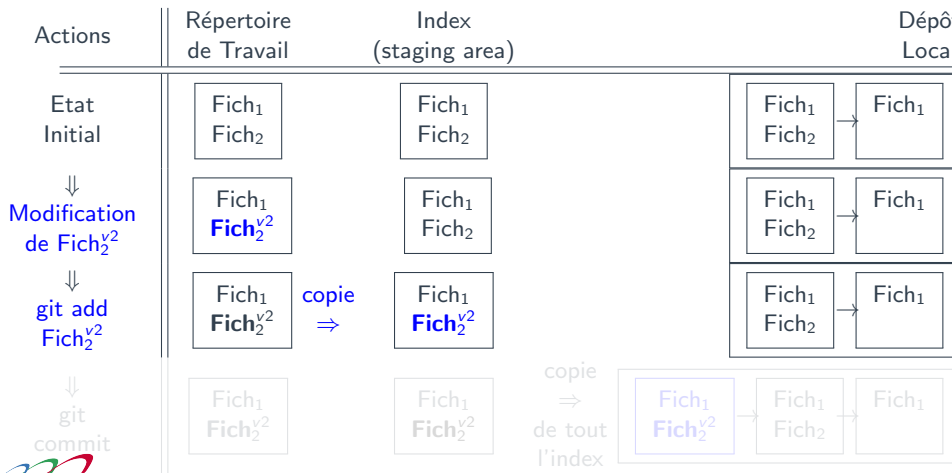 Actions
Répertoire
de Travail
Index
(staging area)
Dépô
Loca
Etat
Initial
Fich₁
Fich₂
Fich₁
Fich₂
Fich₁
Fich₂
→
Fich₁
⇓
Modification
de Fich₂ᵛ²
Fich₁
Fich₂ᵛ²
Fich₁
Fich₂
Fich₁
Fich₂
→
Fich₁
⇓
git add
Fich₂ᵛ²
Fich₁
Fich₂ᵛ²
copie
⇒
Fich₁
Fich₂ᵛ²
Fich₁
Fich₂
→
Fich₁
⇓
git
commit
Fich₁
Fich₂ᵛ²
Fich₁
Fich₂ᵛ²
copie
⇒
de tout
l'index
Fich₁
Fich₂ᵛ²
→
Fich₁
Fich₂
→
Fich₁